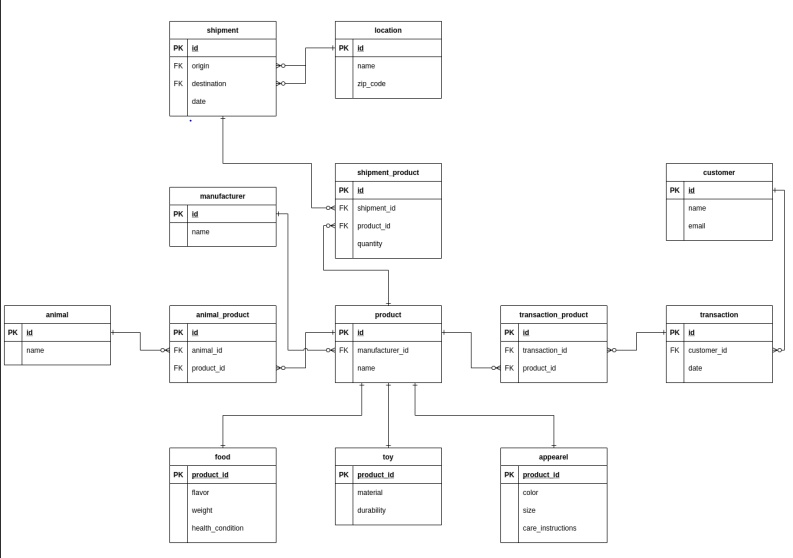 shipment
PK id
FK origin
FK destination
date
location
PK id
name
zip_code
shipment_product
PK id
FK shipment_id
FK product_id
quantity
customer
PK id
name
email
manufacturer
PK id
name
animal
PK id
name
animal_product
PK id
FK animal_id
FK product_id
product
PK id
FK manufacturer_id
name
transaction_product
PK id
FK transaction_id
FK product_id
transaction
PK id
FK customer_id
date
food
PK product_id
flavor
weight
health_condition
toy
PK product_id
material
durability
appearel
PK product_id
color
size
care_instructions